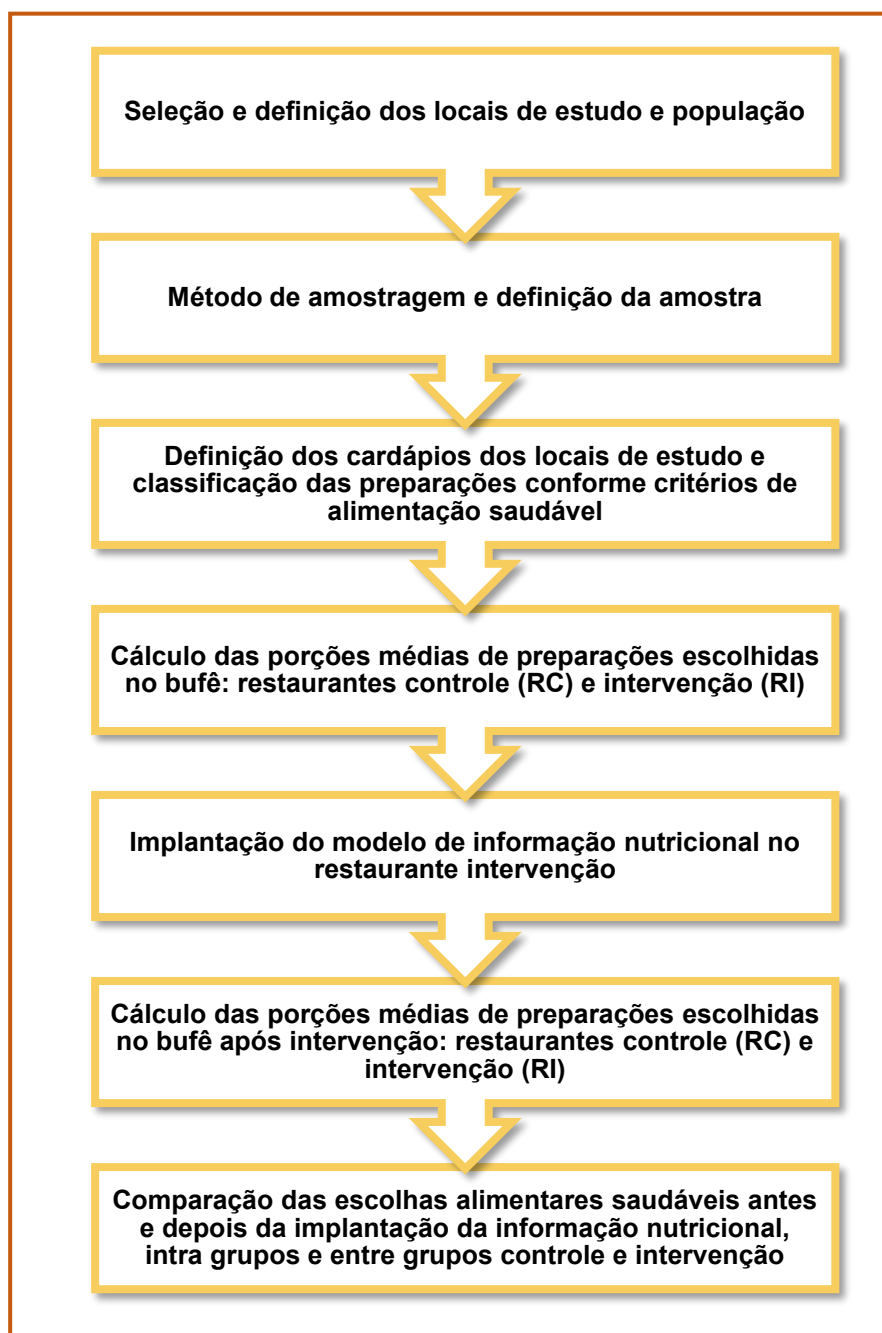 Seleção e definição dos locais de estudo e população
Método de amostragem e definição da amostra
Definição dos cardápios dos locais de estudo e
classificação das preparações conforme critérios de
alimentação saudável
Cálculo das porções médias de preparações escolhidas
no bufê: restaurantes controle (RC) e intervenção (RI)
Implantação do modelo de informação nutricional no
restaurante intervenção
Cálculo das porções médias de preparações escolhidas
no bufê após intervenção: restaurantes controle (RC) e
intervenção (RI)
Comparação das escolhas alimentares saudáveis antes
e depois da implantação da informação nutricional,
intra grupos e entre grupos controle e intervenção